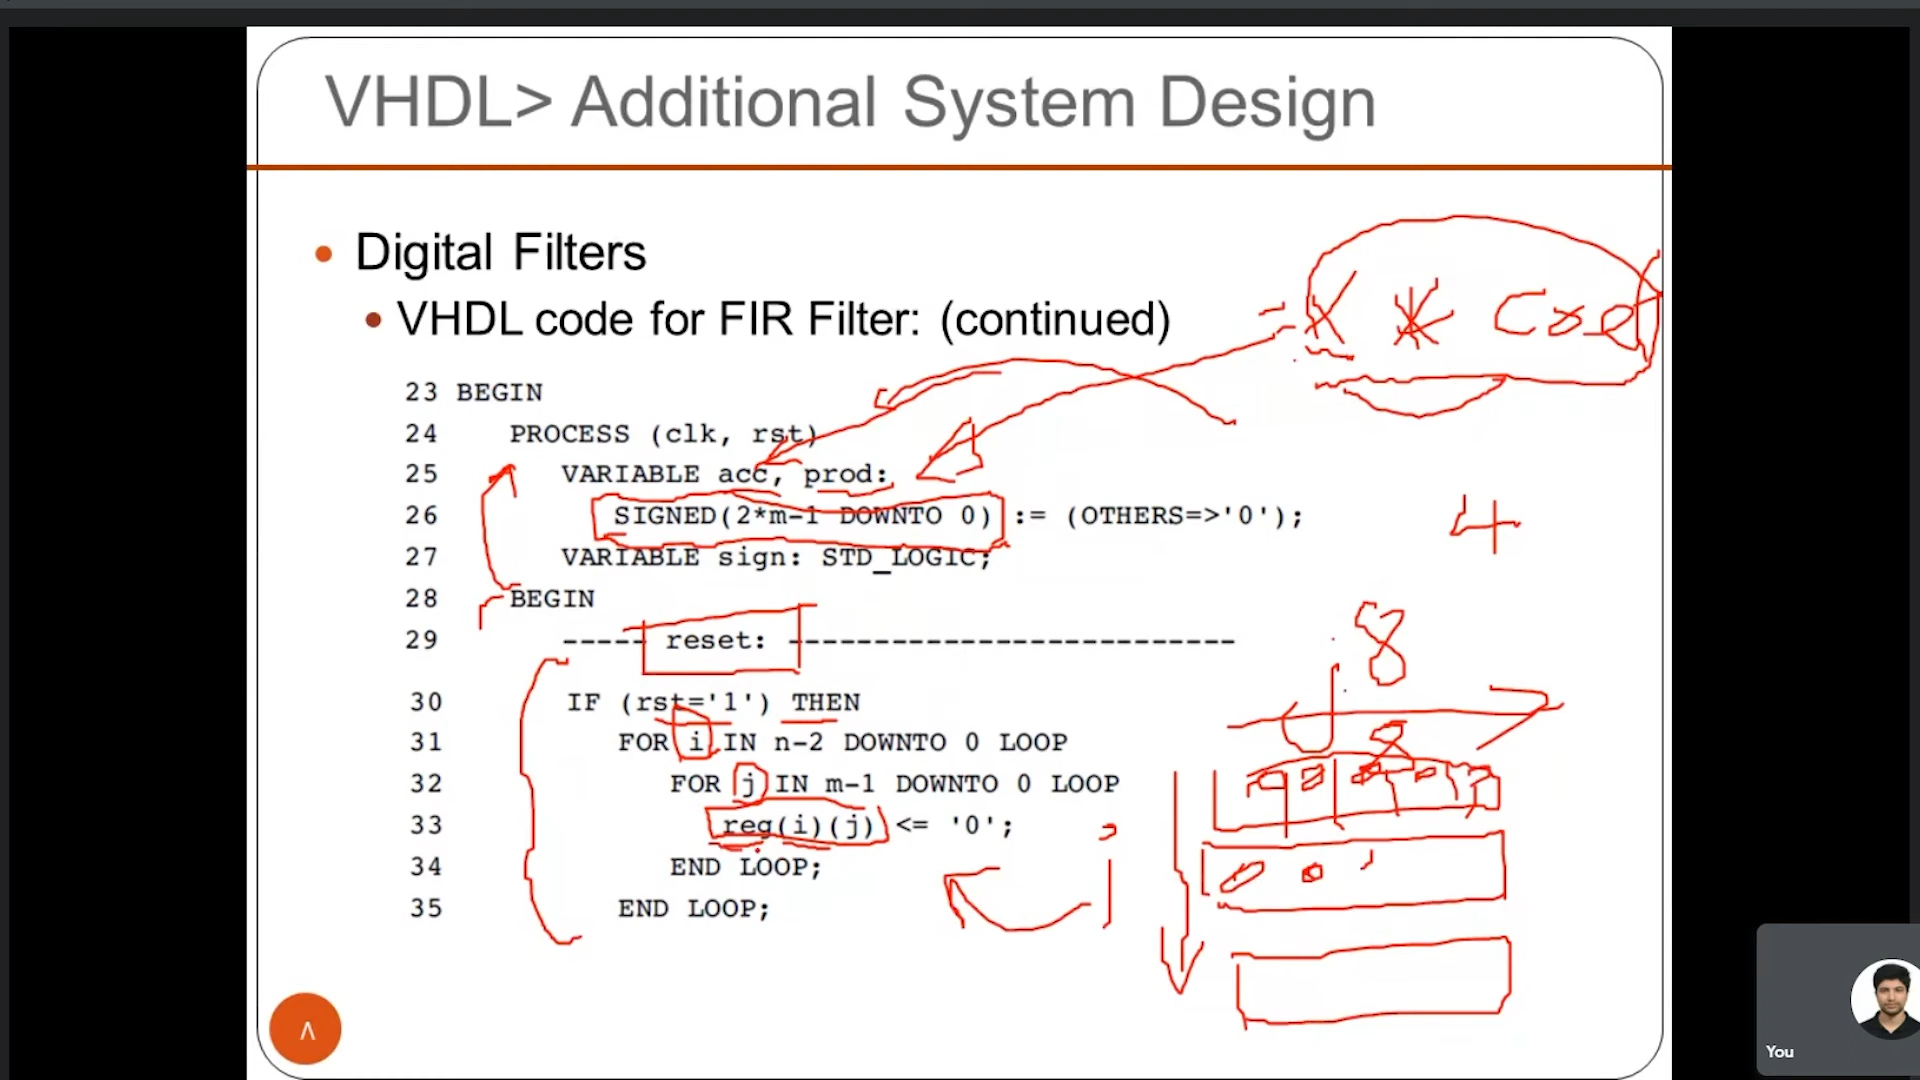 VHDL> Additional System Design
• Digital Filters
• VHDL code for FIR Filter: (continued)
= X * Coef
23 BEGIN
24 PROCESS (clk, rst)
25 VARIABLE acc, prod:
26 SIGNED(2*m-1 DOWNTO 0) := (OTHERS=>'0');
4
27 VARIABLE sign: STD_LOGIC;
28 BEGIN
29 ----- reset: --------------------------
8
30 IF (rst='1') THEN
j
31 FOR i IN n-2 DOWNTO 0 LOOP
32 FOR j IN m-1 DOWNTO 0 LOOP
33 reg(i)(j) <= '0';
i
34 END LOOP;
35 END LOOP;
٨
You